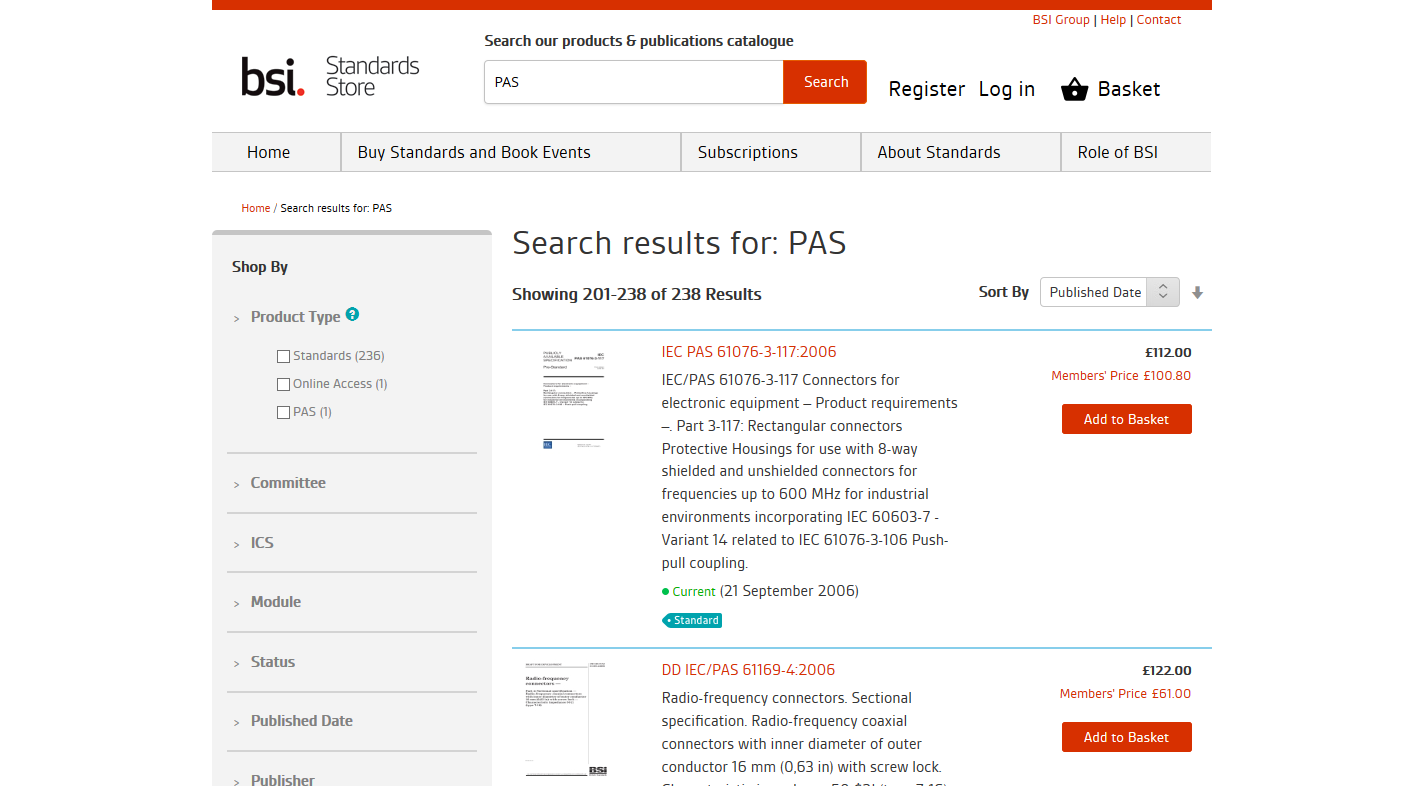 BSI Group | Help | Contact
Search our products & publications catalogue
bsi. Standards Store
PAS
Search
Register Log in Basket
Home Buy Standards and Book Events Subscriptions About Standards Role of BSI
Home / Search results for: PAS
Shop By
Product Type ?
Standards (236)
Online Access (1)
PAS (1)
Committee
ICS
Module
Status
Published Date
Publisher
Search results for: PAS
Showing 201-238 of 238 Results
Sort By Published Date
IEC PAS 61076-3-117:2006
IEC/PAS 61076-3-117 Connectors for
electronic equipment – Product requirements
–. Part 3-117: Rectangular connectors
Protective Housings for use with 8-way
shielded and unshielded connectors for
frequencies up to 600 MHz for industrial
environments incorporating IEC 60603-7 -
Variant 14 related to IEC 61076-3-106 Push-
pull coupling.
Current (21 September 2006)
Standard
£112.00
Members' Price £100.80
Add to Basket
Radio-frequency
connectors —
BSi
DD IEC/PAS 61169-4:2006
Radio-frequency connectors. Sectional
specification. Radio-frequency coaxial
connectors with inner diameter of outer
conductor 16 mm (0,63 in) with screw lock.
£122.00
Members' Price £61.00
Add to Basket